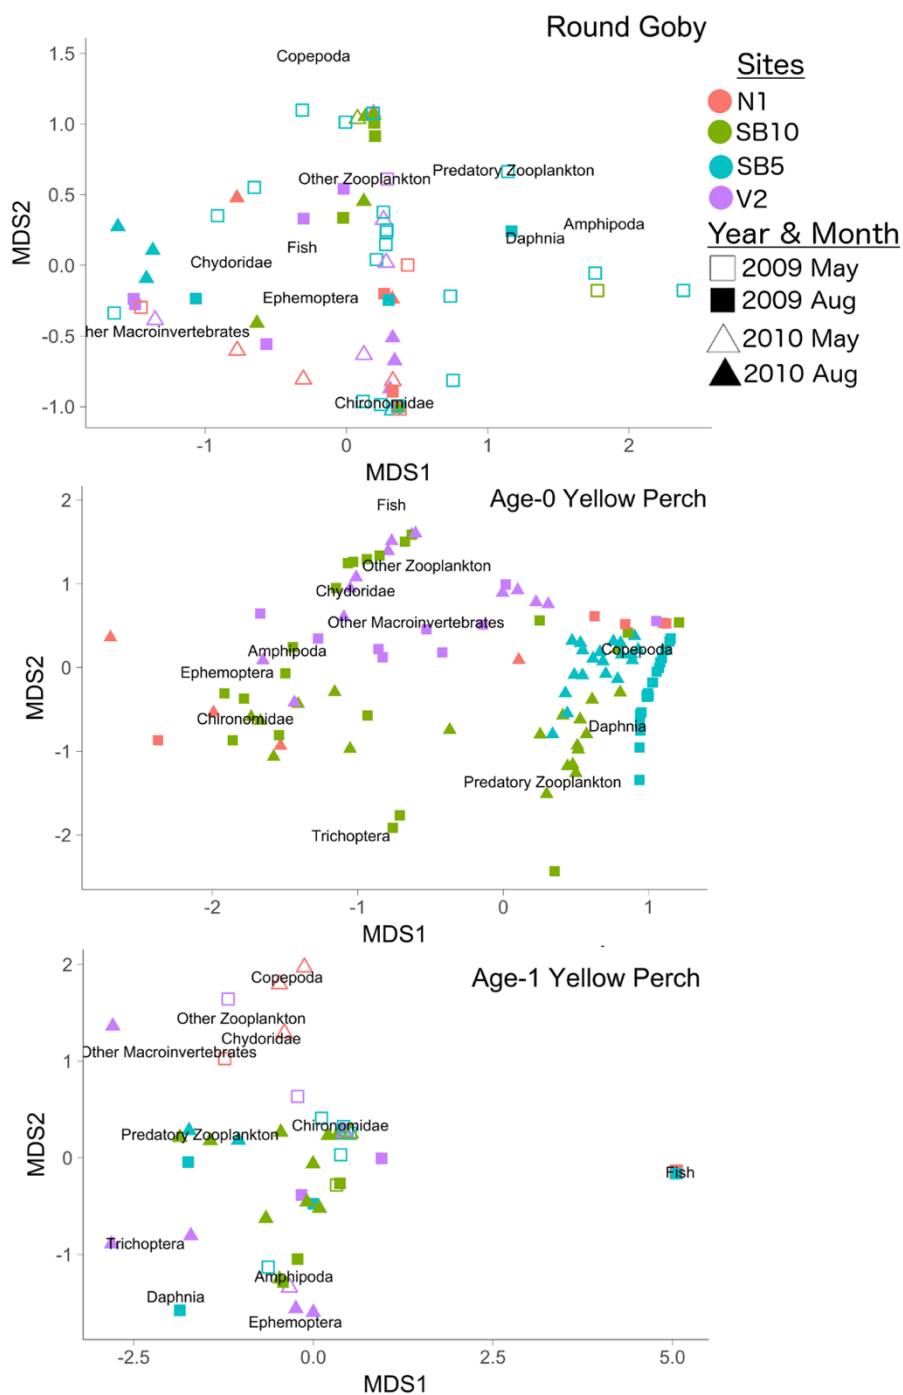 Round Goby
Sites
N1
SB10
SB5
V2
Year & Month
2009 May
2009 Aug
2010 May
2010 Aug
MDS2
1.5
1.0
0.5
0.0
-0.5
-1.0
Copepoda
Other Zooplankton
Predatory Zooplankton
Amphipoda
Daphnia
Fish
Chydoridae
Ephemoptera
her Macroinvertebrates
Chironomidae
-1
0
1
2
MDS1
Age-0 Yellow Perch
MDS2
2
1
0
-1
-2
Fish
Other Zooplankton
Chydoridae
Other Macroinvertebrates
Amphipoda
Copepoda
Ephemoptera
Chironomidae
Daphnia
Predatory Zooplankton
Trichoptera
-2
-1
0
1
MDS1
Age-1 Yellow Perch
MDS2
2
1
0
-1
Copepoda
Other Zooplankton
Chydoridae
Other Macroinvertebrates
Chironomidae
Predatory Zooplankton
Fish
Trichoptera
Amphipoda
Daphnia
Ephemoptera
-2.5
0.0
2.5
5.0
MDS1